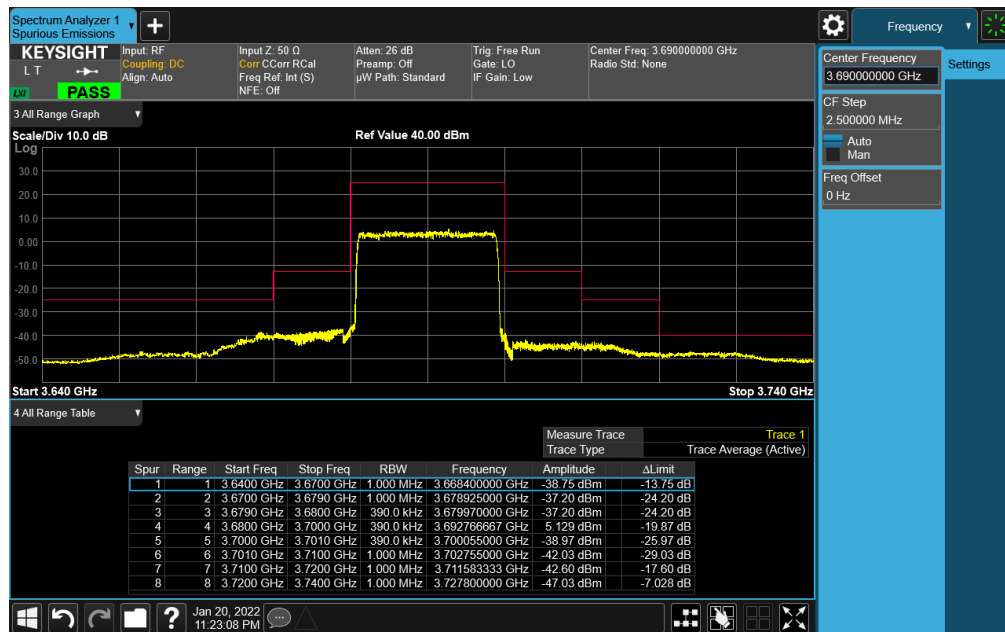 Spectrum Analyzer 1
Spurious Emissions
Frequency
KEYSIGHT
L T
LXI
PASS
Input: RF
Coupling: DC
Align: Auto
Input Z: 50 Ω
Corr CCorr RCal
Freq Ref: Int (S)
NFE: Off
Atten: 26 dB
Preamp: Off
µW Path: Standard
Trig: Free Run
Gate: LO
IF Gain: Low
Center Freq: 3.690000000 GHz
Radio Std: None
Center Frequency
3.690000000 GHz
Settings
CF Step
2.500000 MHz
Auto
Man
Freq Offset
0 Hz
3 All Range Graph
Scale/Div 10.0 dB
Ref Value 40.00 dBm
Log
30.0
20.0
10.0
0.00
-10.0
-20.0
-30.0
-40.0
-50.0
Start 3.640 GHz
Stop 3.740 GHz
4 All Range Table
Measure Trace Trace 1
Trace Type Trace Average (Active)
Spur Range Start Freq Stop Freq RBW Frequency Amplitude ΔLimit
1 1 3.6400 GHz 3.6700 GHz 1.000 MHz 3.668400000 GHz -38.75 dBm -13.75 dB
2 2 3.6700 GHz 3.6790 GHz 1.000 MHz 3.678925000 GHz -37.20 dBm -24.20 dB
3 3 3.6790 GHz 3.6800 GHz 390.0 kHz 3.679970000 GHz -37.20 dBm -24.20 dB
4 4 3.6800 GHz 3.7000 GHz 390.0 kHz 3.692766667 GHz 5.129 dBm -19.87 dB
5 5 3.7000 GHz 3.7010 GHz 390.0 kHz 3.700055000 GHz -38.97 dBm -25.97 dB
6 6 3.7010 GHz 3.7100 GHz 1.000 MHz 3.702755000 GHz -42.03 dBm -29.03 dB
7 7 3.7100 GHz 3.7200 GHz 1.000 MHz 3.711583333 GHz -42.60 dBm -17.60 dB
8 8 3.7200 GHz 3.7400 GHz 1.000 MHz 3.727800000 GHz -47.03 dBm -7.028 dB
?
Jan 20, 2022
11:23:08 PM